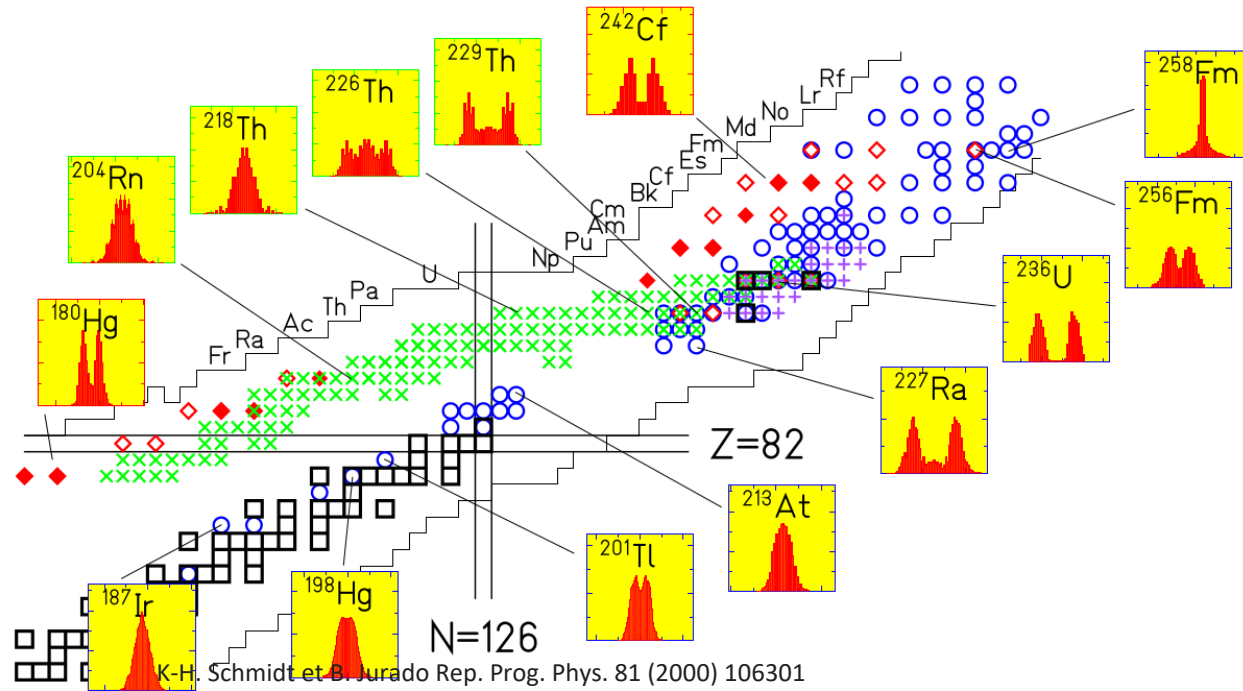 242Cf
229Th
226Th
218Th
204Rn
180Hg
258Fm
256Fm
236U
227Ra
213At
201Tl
198Hg
187Ir
Rf
Lr
No
Md
Fm
Es
Cf
Bk
Cm
Am
Pu
Np
U
Pa
Th
Ac
Ra
Fr
Z=82
N=126
K-H. Schmidt et B. Jurado Rep. Prog. Phys. 81 (2000) 106301